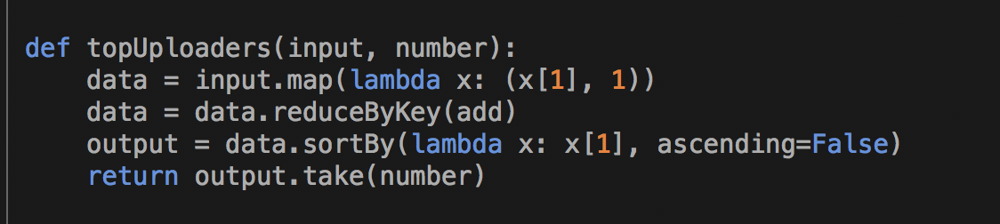 def topUploaders(input, number):
    data = input.map(lambda x: (x[1], 1))
    data = data.reduceByKey(add)
    output = data.sortBy(lambda x: x[1], ascending=False)
    return output.take(number)